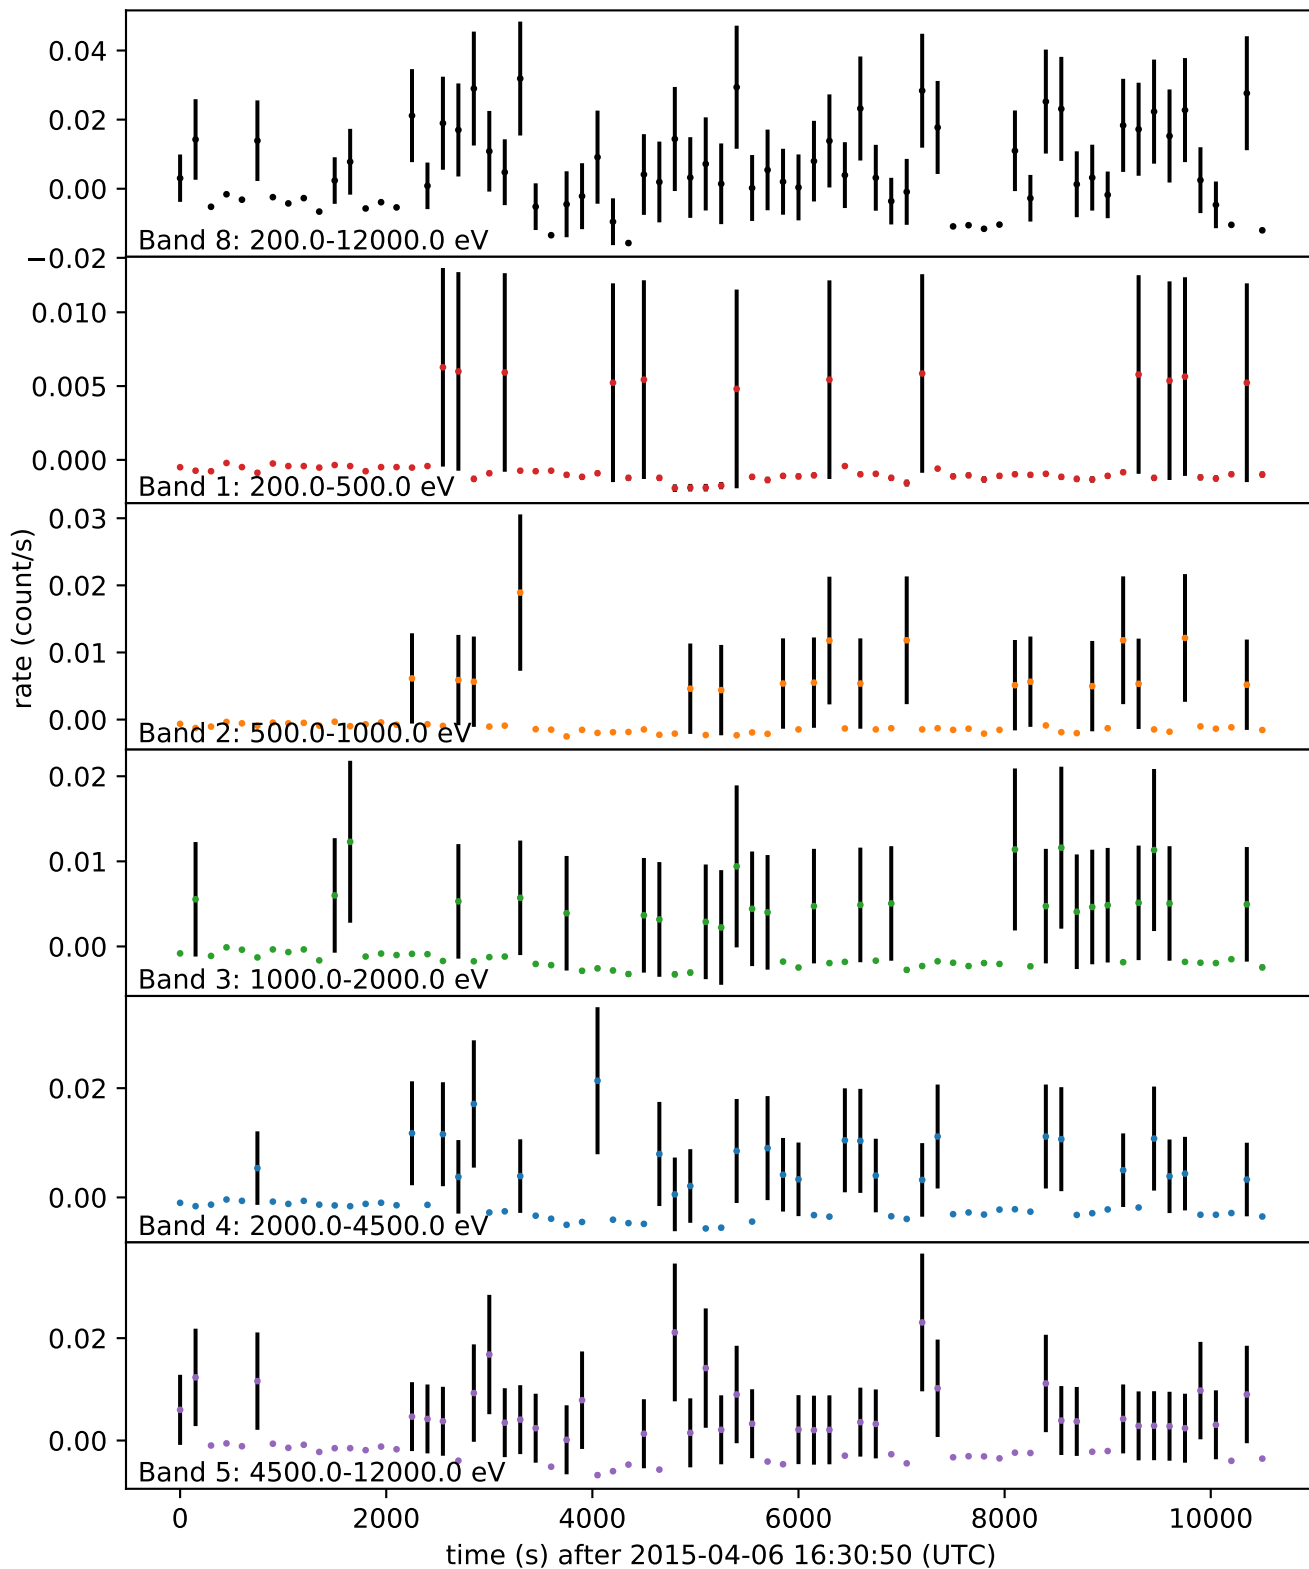 0.04
0.02
0.00
Band 8: 200.0-12000.0 eV
−0.02
0.010
0.005
0.000
Band 1: 200.0-500.0 eV
0.03
0.02
0.01
0.00
Band 2: 500.0-1000.0 eV
rate (count/s)
0.02
0.01
0.00
Band 3: 1000.0-2000.0 eV
0.02
0.00
Band 4: 2000.0-4500.0 eV
0.02
0.00
Band 5: 4500.0-12000.0 eV
0 2000 4000 6000 8000 10000
time (s) after 2015-04-06 16:30:50 (UTC)